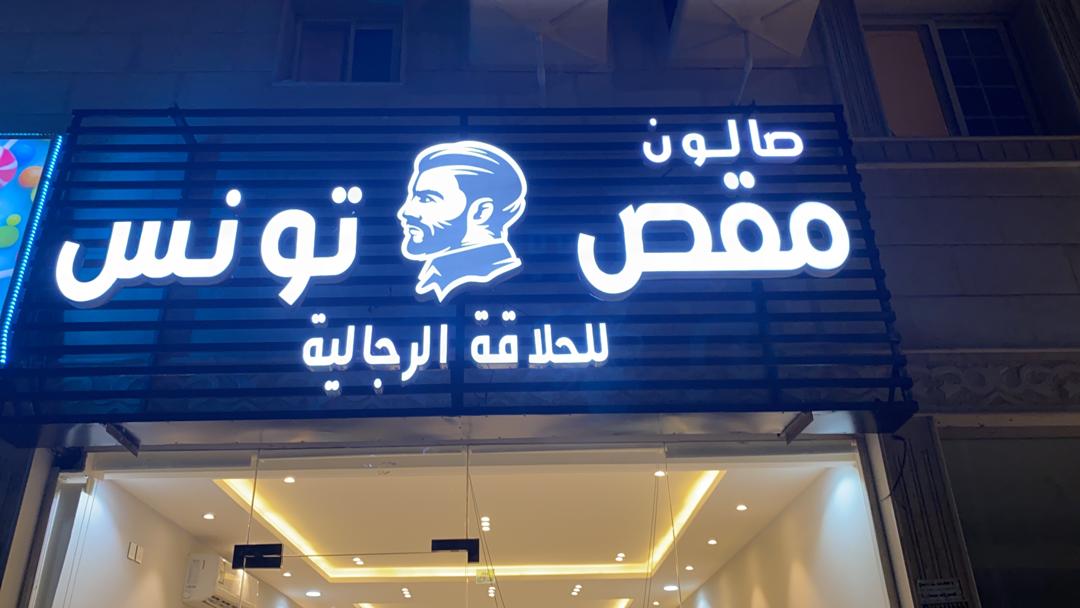 صالون
مقص تونس
للحلاقة الرجالية